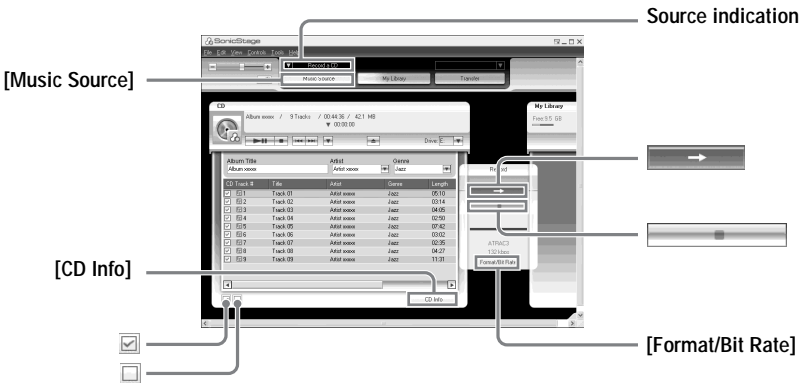 Source indication
SonicStage
File Edit View Controls Tools Help
Record a CD
[Music Source]
Music Source My Library Transfer
CD
Album xxxxx / 9 Tracks / 00:44:36 / 42.1 MB
00:00:00
Drive: E:
My Library
Free:9.5 GB
Album Title Artist Genre
Album xxxxx Artist xxxxx Jazz
Record
CD Track # Title Artist Genre Length
1 Track 01 Artist xxxxx Jazz 05:10
2 Track 02 Artist xxxxx Jazz 03:14
3 Track 03 Artist xxxxx Jazz 04:05
4 Track 04 Artist xxxxx Jazz 02:50
5 Track 05 Artist xxxxx Jazz 07:42
6 Track 06 Artist xxxxx Jazz 03:02
7 Track 07 Artist xxxxx Jazz 02:35
8 Track 08 Artist xxxxx Jazz 04:27
9 Track 09 Artist xxxxx Jazz 11:31
ATRAC3
132 kbps
Format/Bit Rate
[CD Info]
CD Info
[Format/Bit Rate]